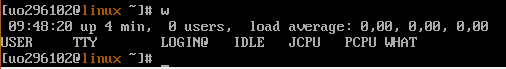 [uo296102@linux ~]# w
 09:48:20 up 4 min,  0 users,  load average: 0,00, 0,00, 0,00
USER     TTY        LOGIN@   IDLE   JCPU   PCPU WHAT
[uo296102@linux ~]#